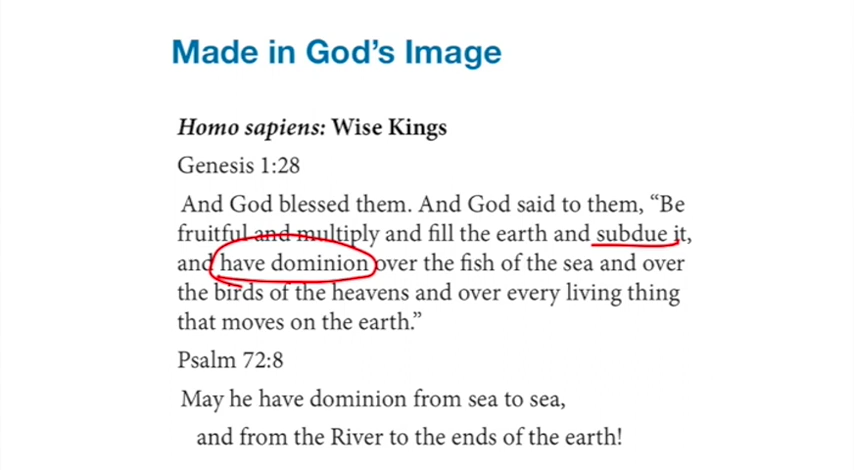 Made in God’s Image
Homo sapiens: Wise Kings
Genesis 1:28
And God blessed them. And God said to them, “Be
fruitful and multiply and fill the earth and subdue it,
and have dominion over the fish of the sea and over
the birds of the heavens and over every living thing
that moves on the earth.”
Psalm 72:8
May he have dominion from sea to sea,
and from the River to the ends of the earth!